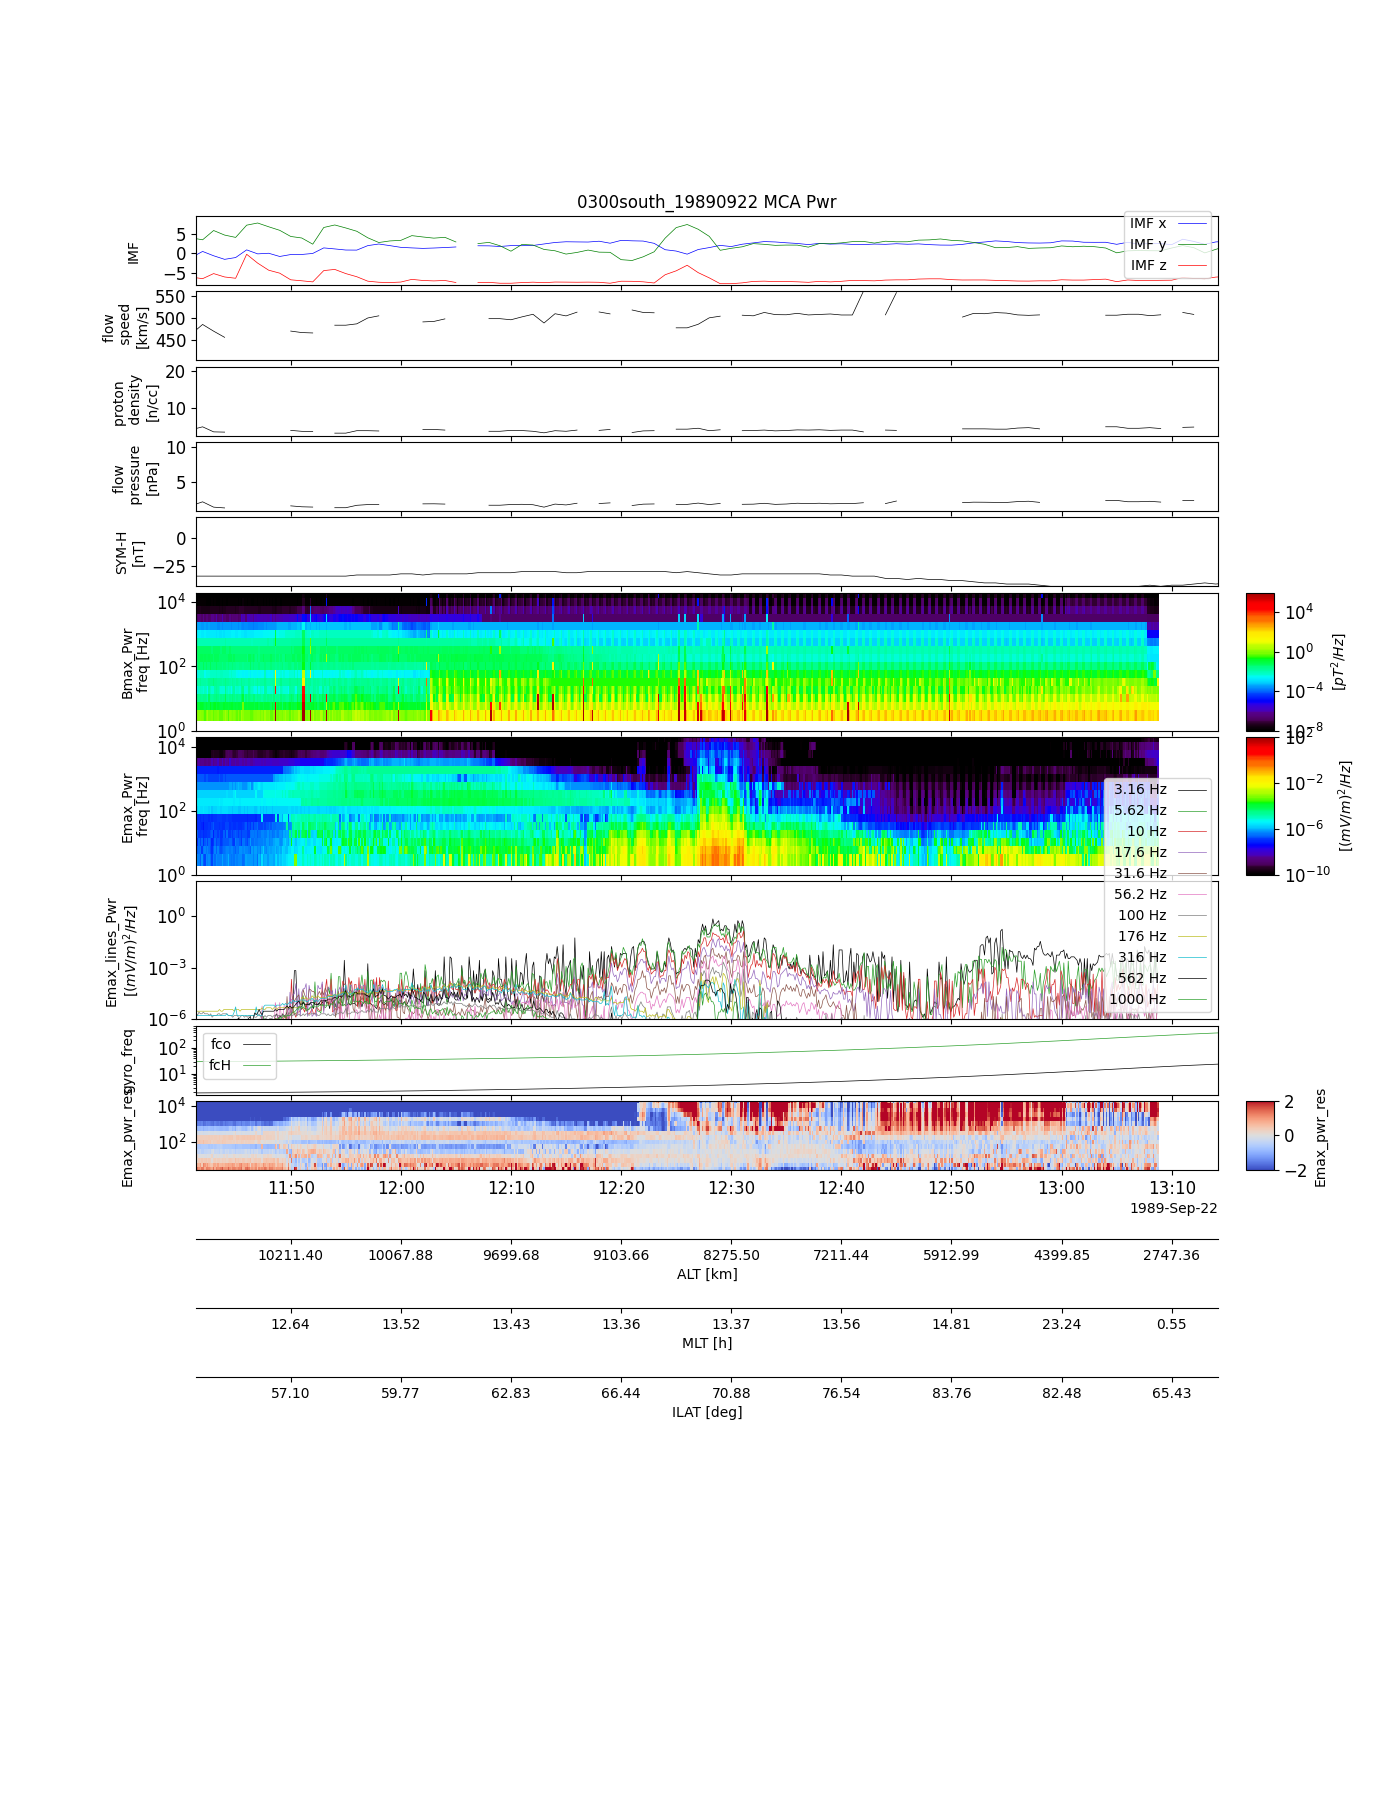 0300south_19890922 MCA Pwr
IMF
5
0
−5
IMF x
IMF y
IMF z
flow
speed
[km/s]
550
500
450
proton
density
[n/cc]
20
10
flow
pressure
[nPa]
10
5
SYM-H
[nT]
0
−25
Bmax_Pwr
freq [Hz]
10^4
10^2
10^0
10^4
10^0
10^−4
10^−8
[pT^2/Hz]
Emax_Pwr
freq [Hz]
10^4
10^2
10^0
10^2
10^−2
10^−6
10^−10
[(mV/m)^2/Hz]
3.16 Hz
5.62 Hz
10 Hz
17.6 Hz
31.6 Hz
56.2 Hz
100 Hz
176 Hz
316 Hz
562 Hz
1000 Hz
Emax_lines_Pwr
[(mV/m)^2/Hz]
10^0
10^−3
10^−6
gyro_freq
10^2
10^1
fco
fcH
Emax_pwr_res
10^4
10^2
2
0
−2
Emax_pwr_res
11:50 12:00 12:10 12:20 12:30 12:40 12:50 13:00 13:10
1989-Sep-22
10211.40 10067.88 9699.68 9103.66 8275.50 7211.44 5912.99 4399.85 2747.36
ALT [km]
12.64 13.52 13.43 13.36 13.37 13.56 14.81 23.24 0.55
MLT [h]
57.10 59.77 62.83 66.44 70.88 76.54 83.76 82.48 65.43
ILAT [deg]